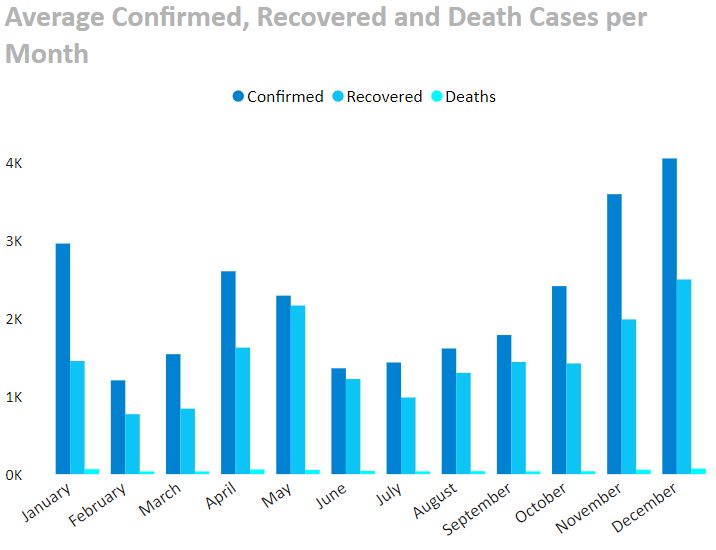 Average Confirmed, Recovered and Death Cases per
Month
Confirmed Recovered Deaths
4K
3K
2K
1K
0K
January February March April May June July August September October November December